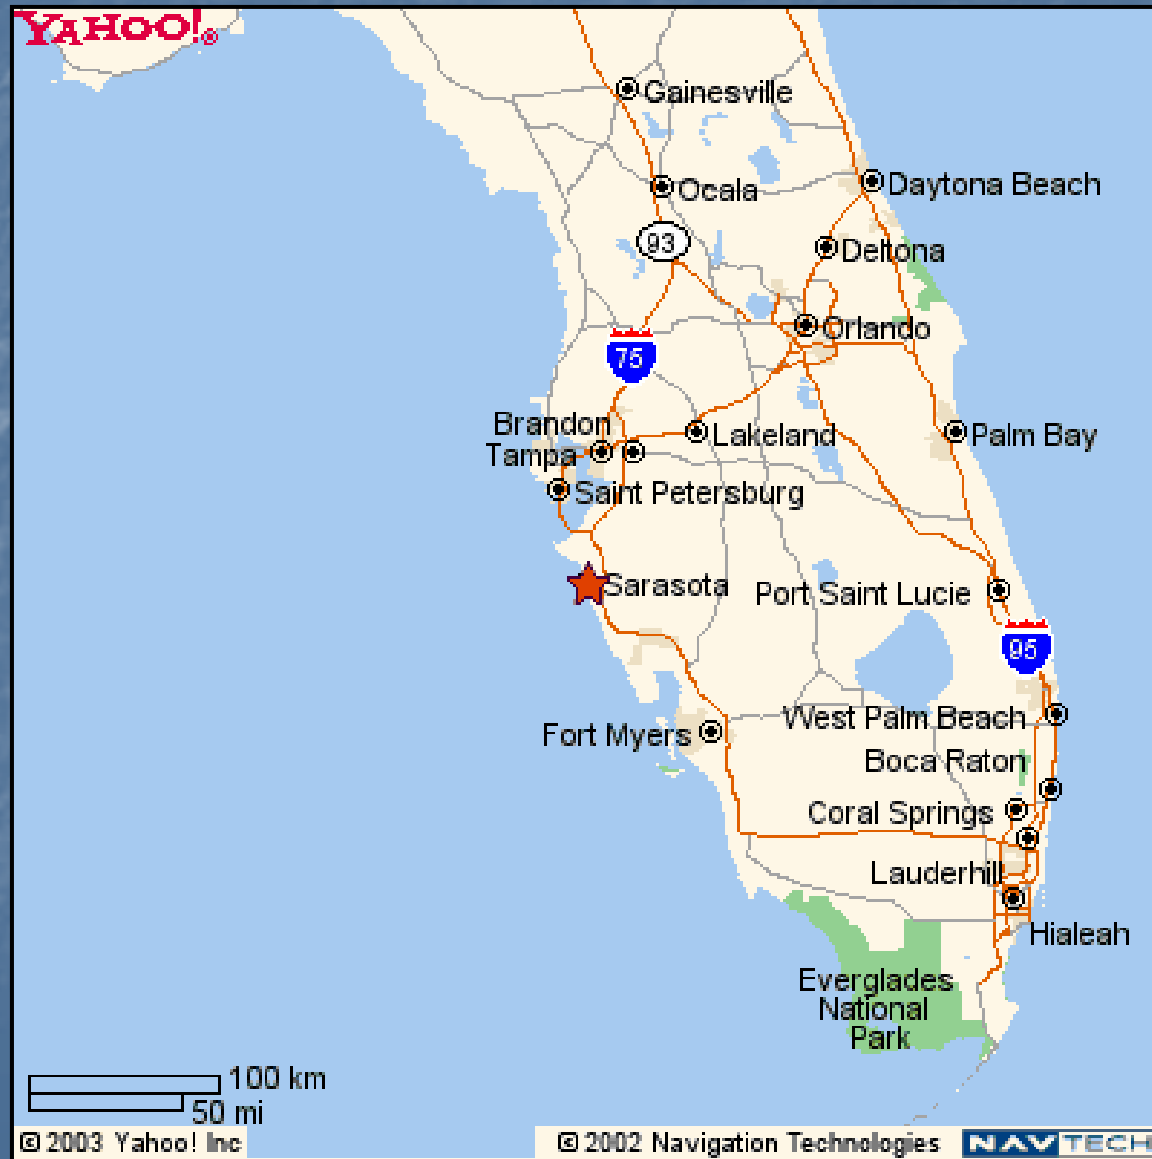 YAHOO!®
Gainesville
Ocala
Daytona Beach
93
Deltona
Orlando
75
Brandon
Lakeland
Palm Bay
Tampa
Saint Petersburg
Sarasota
Port Saint Lucie
95
West Palm Beach
Fort Myers
Boca Raton
Coral Springs
Lauderhill
Hialeah
Everglades
National
Park
100 km
50 mi
© 2003 Yahoo! Inc
© 2002 Navigation Technologies
NAVTECH